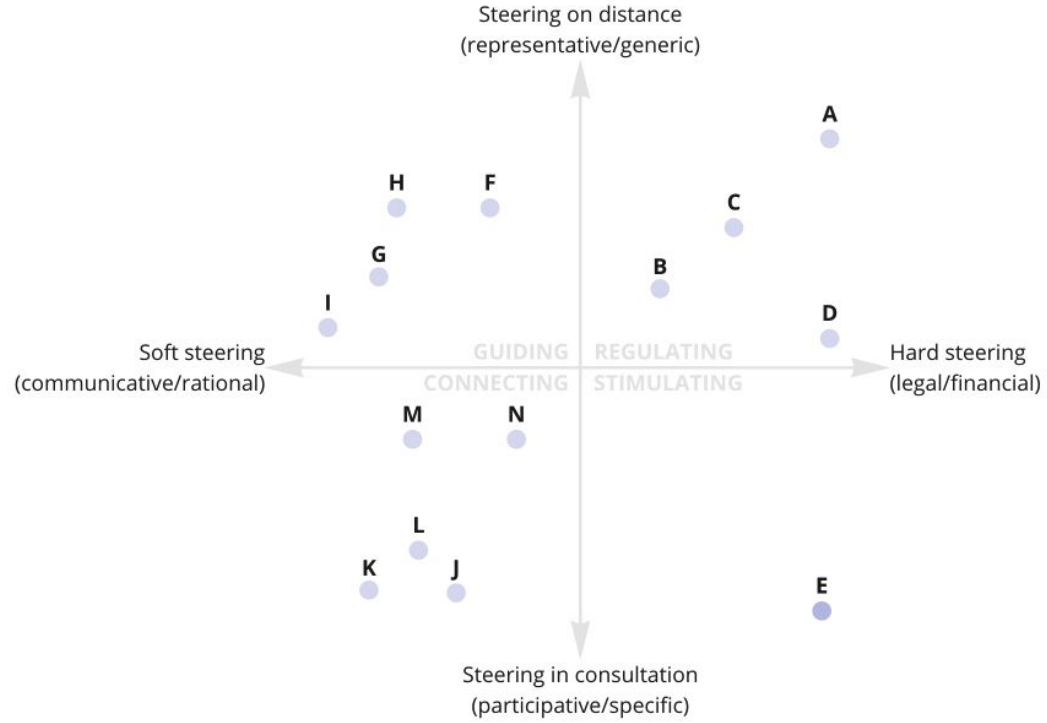 Steering on distance
(representative/generic)
A
H
F
C
G
B
I
D
Soft steering
(communicative/rational)
GUIDING
REGULATING
Hard steering
(legal/financial)
CONNECTING
STIMULATING
M
N
L
K
J
E
Steering in consultation
(participative/specific)